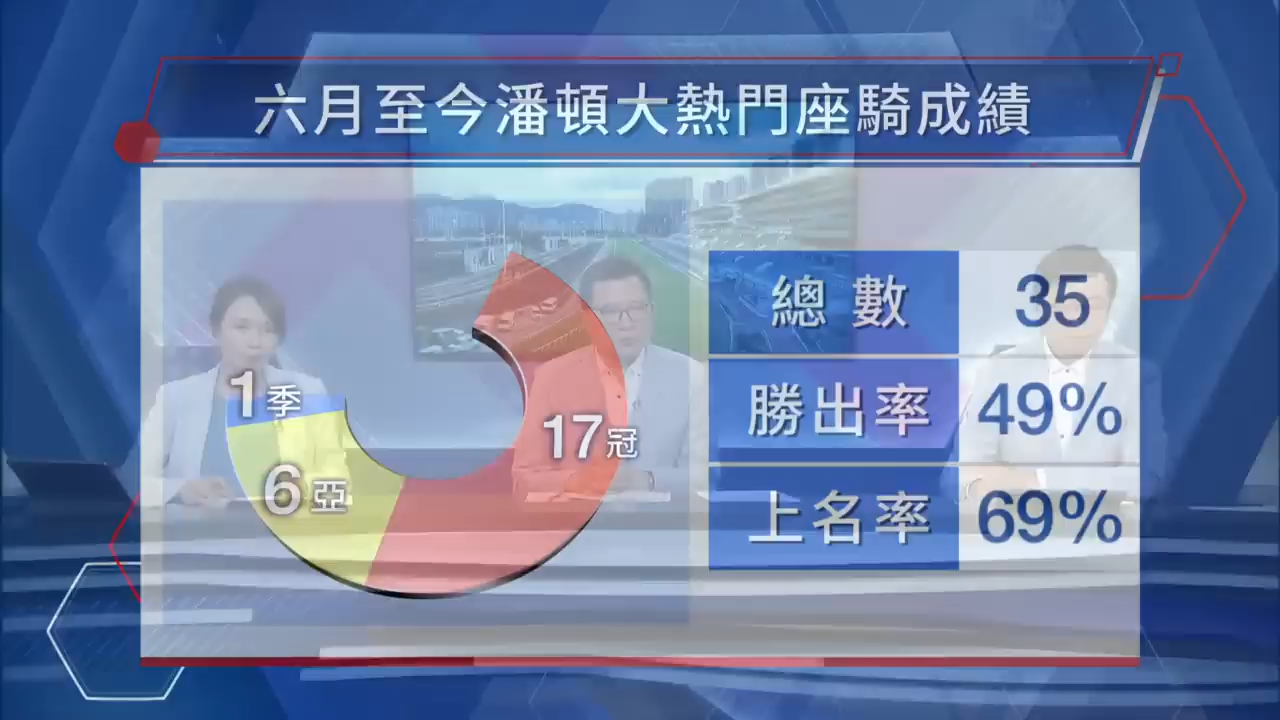 六月至今潘頓大熱門座騎成績
1季
6亞
17冠
總數 35
勝出率 49%
上名率 69%